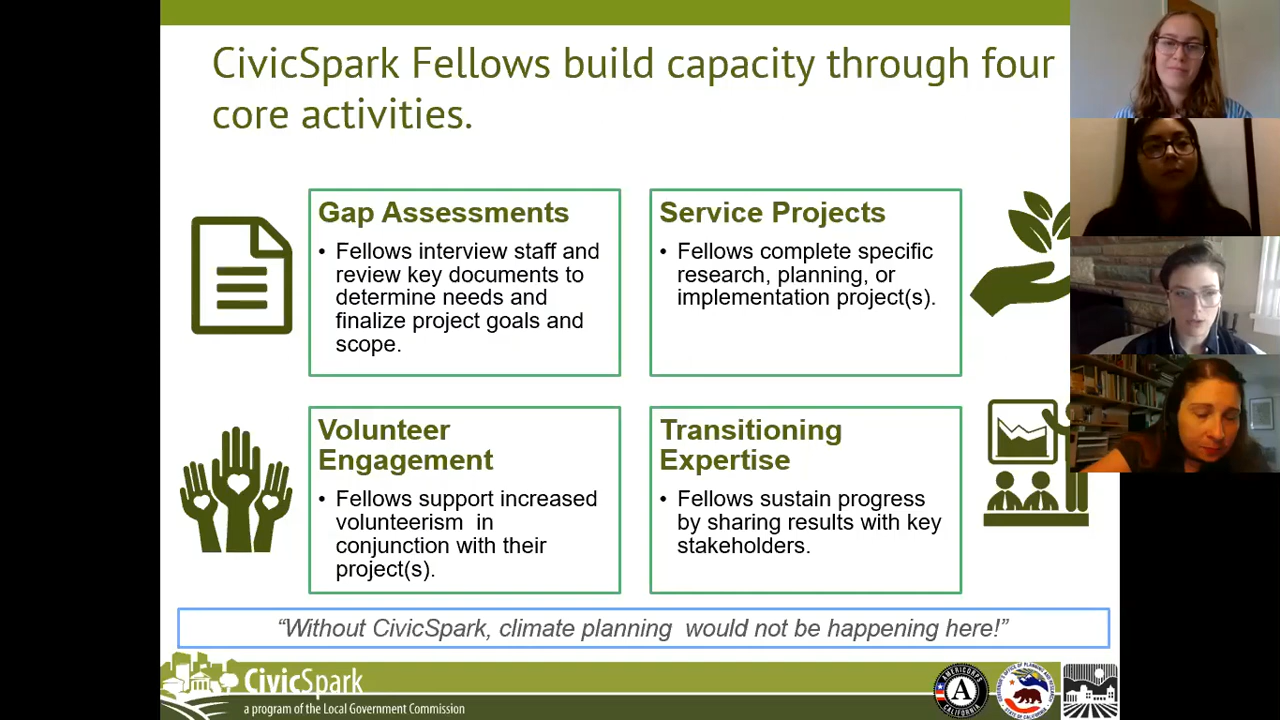 CivicSpark Fellows build capacity through four
core activities.
Gap Assessments
• Fellows interview staff and
review key documents to
determine needs and
finalize project goals and
scope.
Service Projects
• Fellows complete specific
research, planning, or
implementation project(s).
Volunteer
Engagement
• Fellows support increased
volunteerism in
conjunction with their
project(s).
Transitioning
Expertise
• Fellows sustain progress
by sharing results with key
stakeholders.
“Without CivicSpark, climate planning would not be happening here!”
CivicSpark
a program of the Local Government Commission
AMERICORPS
A
CALIFORNIA